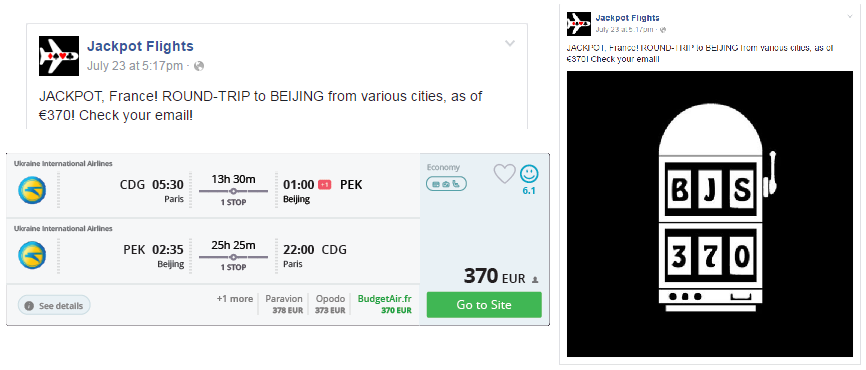 Jackpot Flights
July 23 at 5:17pm ·
JACKPOT, France! ROUND-TRIP to BEIJING from various cities, as of
€370! Check your email!
Ukraine International Airlines
CDG 05:30
Paris
13h 30m
1 STOP
01:00 +1 PEK
Beijing
Ukraine International Airlines
PEK 02:35
Beijing
25h 25m
1 STOP
22:00 CDG
Paris
See details
+1 more
Paravion
378 EUR
Opodo
373 EUR
BudgetAir.fr
370 EUR
Economy
6.1
370 EUR
Go to Site
Jackpot Flights
July 23 at 5:17pm ·
JACKPOT, France! ROUND-TRIP to BEIJING from various cities, as of
€370! Check your email!
BJS
370